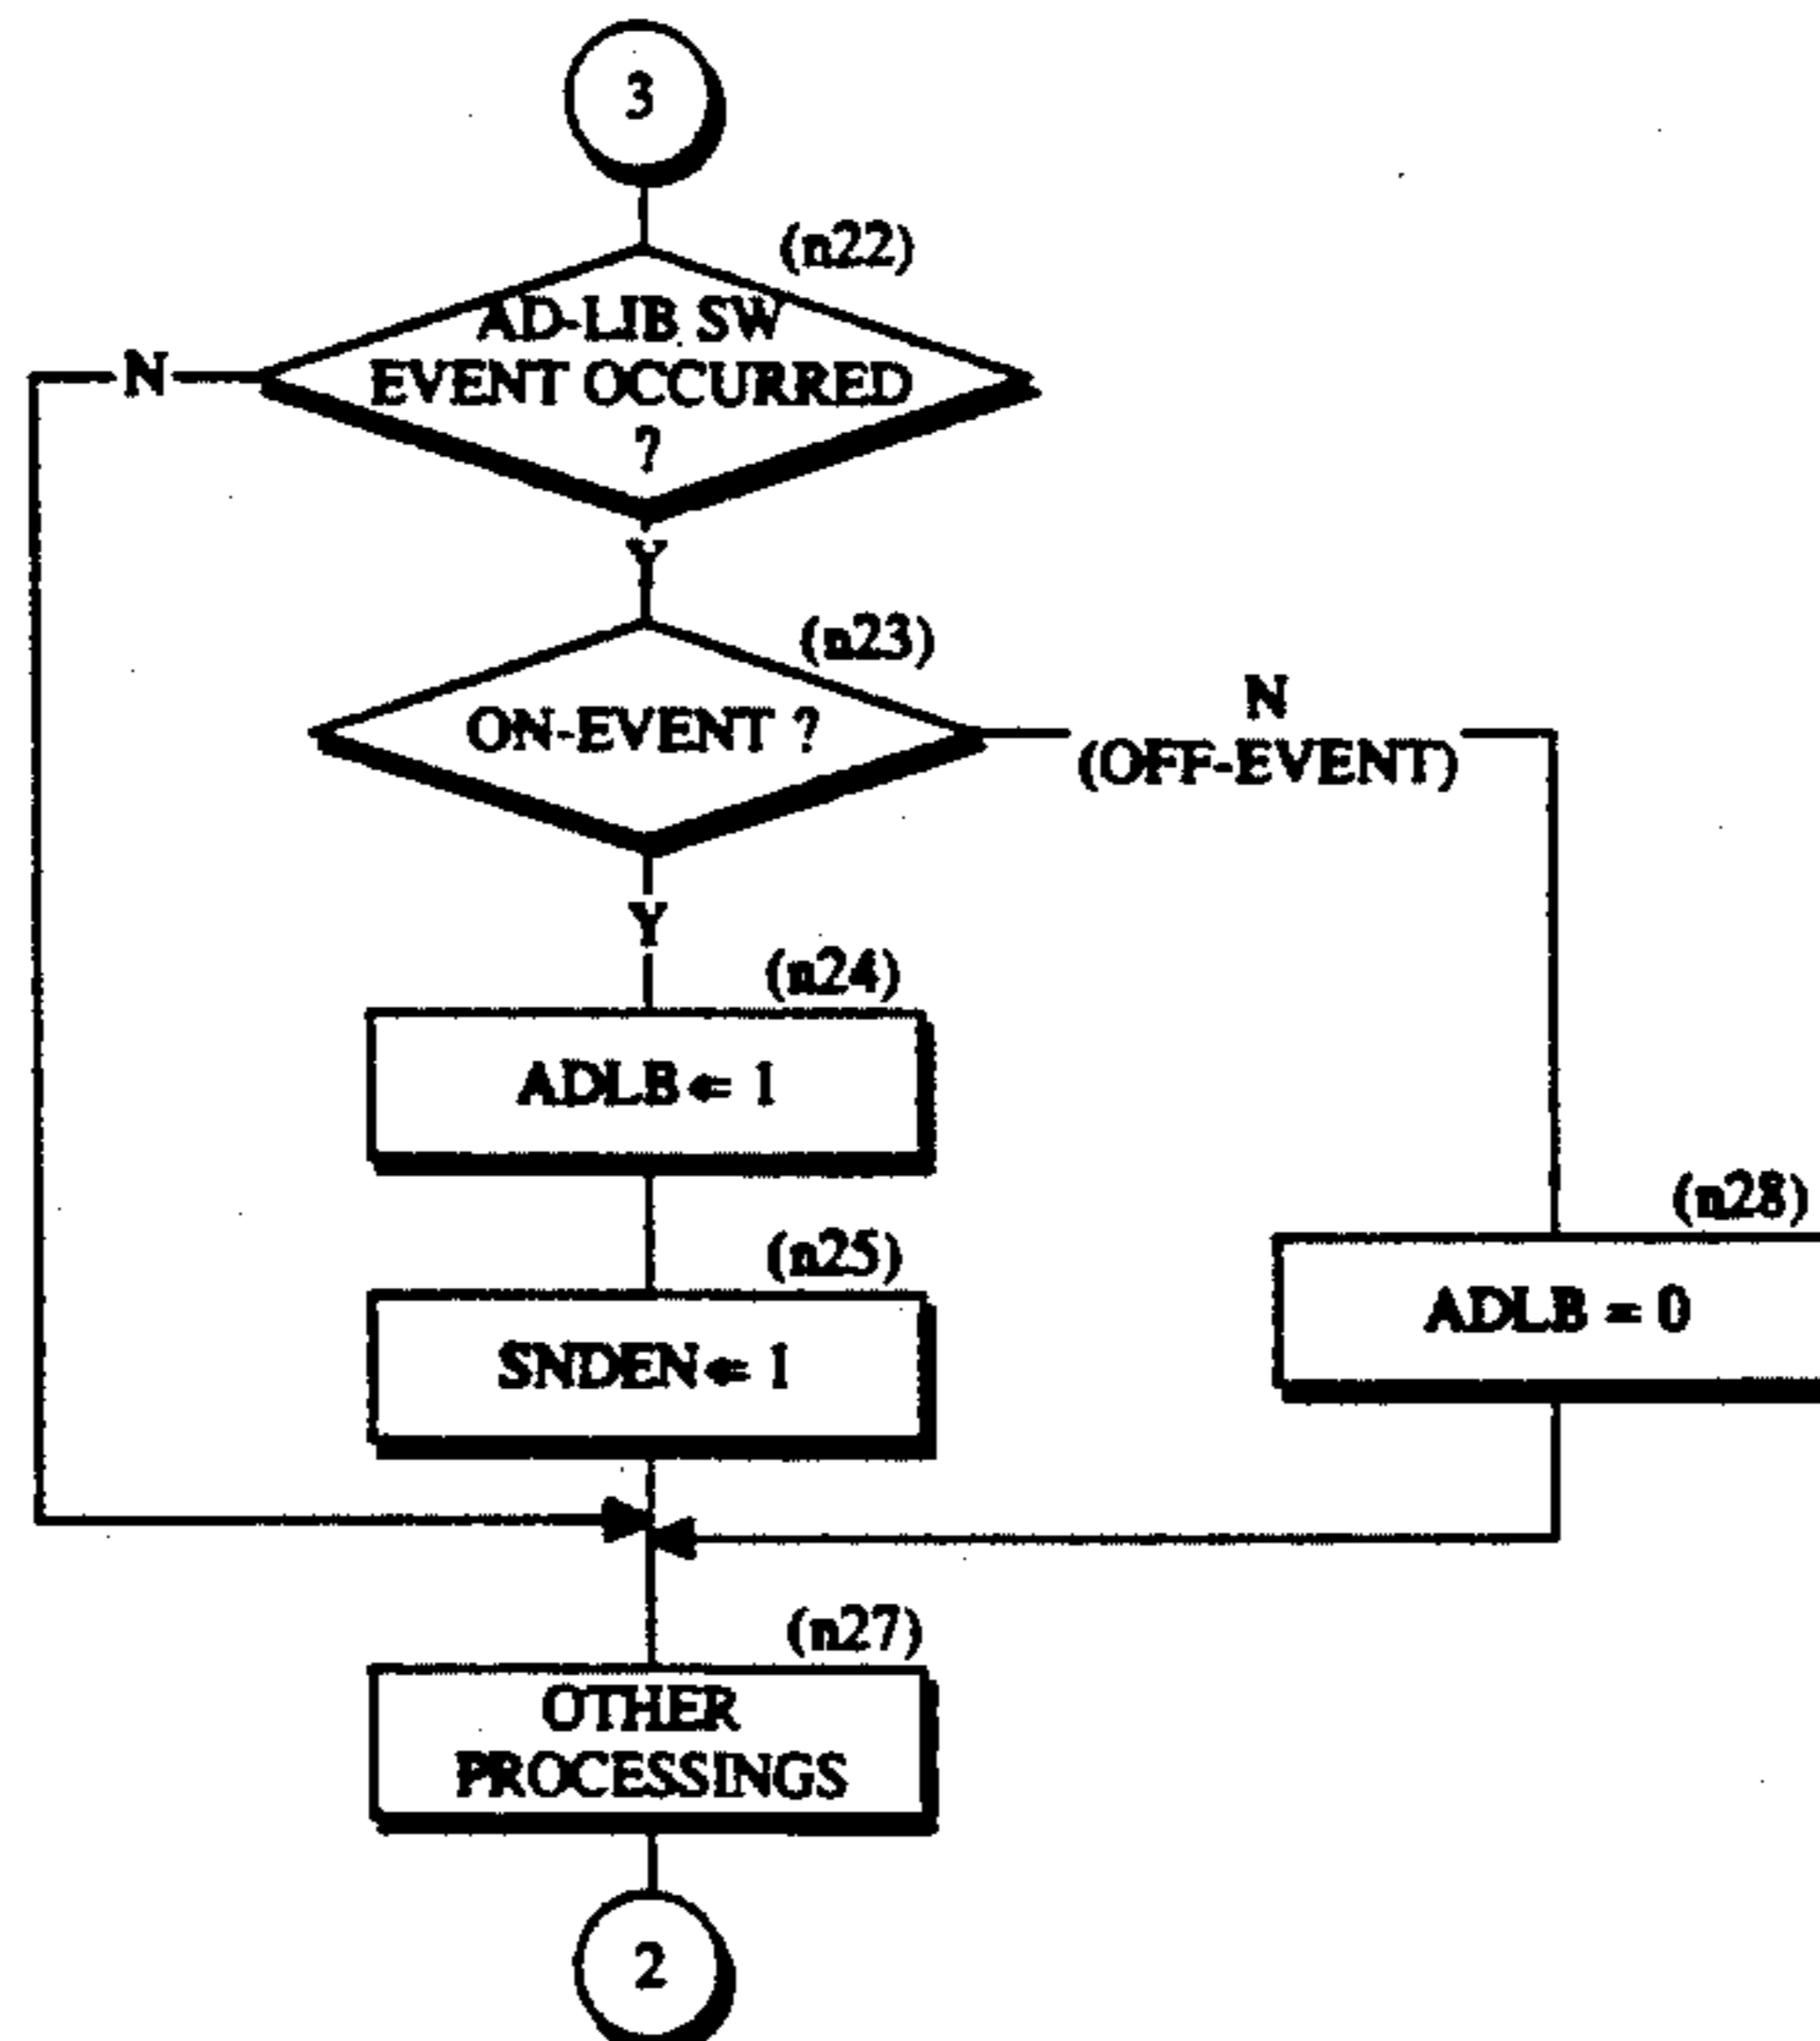 3
(n22)
AD-LIB SW
EVENT OCCURRED
?
N
Y
(n23)
ON-EVENT ?
N
(OFF-EVENT)
Y
(n24)
ADLB ⇐ 1
(n28)
ADLB = 0
(n25)
SNDEN ⇐ 1
(n27)
OTHER
PROCESSINGS
2